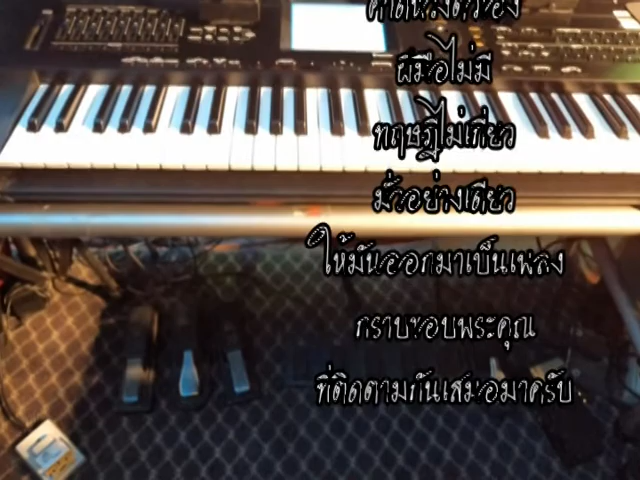 ผีมือไม่มี
ทฤษฎีไม่เกี่ยว
มั่วอย่างเดียว
ให้มันออกมาเป็นเพลง
กราบขอบพระคุณ
ที่ติดตามกันเสมอมาครับ